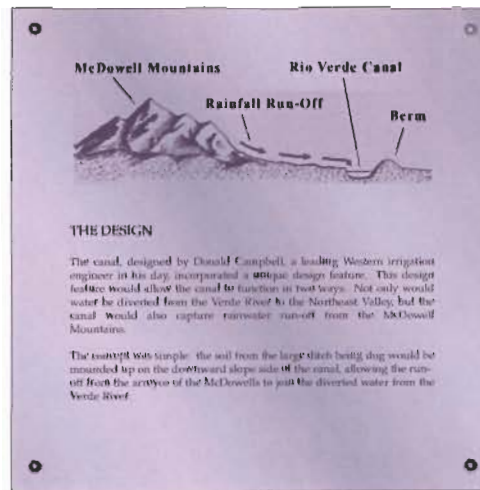 McDowell Mountains
Rio Verde Canal
Rainfall Run-Off
Berm
THE DESIGN
The canal, designed by Donald Campbell, a leading Western irrigation
engineer in his day, incorporated a unique design feature. This design
feature would allow the canal to function in two ways. Not only would
water be diverted from the Verde River to the Northeast Valley, but the
canal would also capture rainwater run-off from the McDowell
Mountains.
The concept was simple: the soil from the large ditch being dug would be
mounded up on the downward slope side of the canal, allowing the run-
off from the arroyos of the McDowells to join the diverted water from the
Verde River.